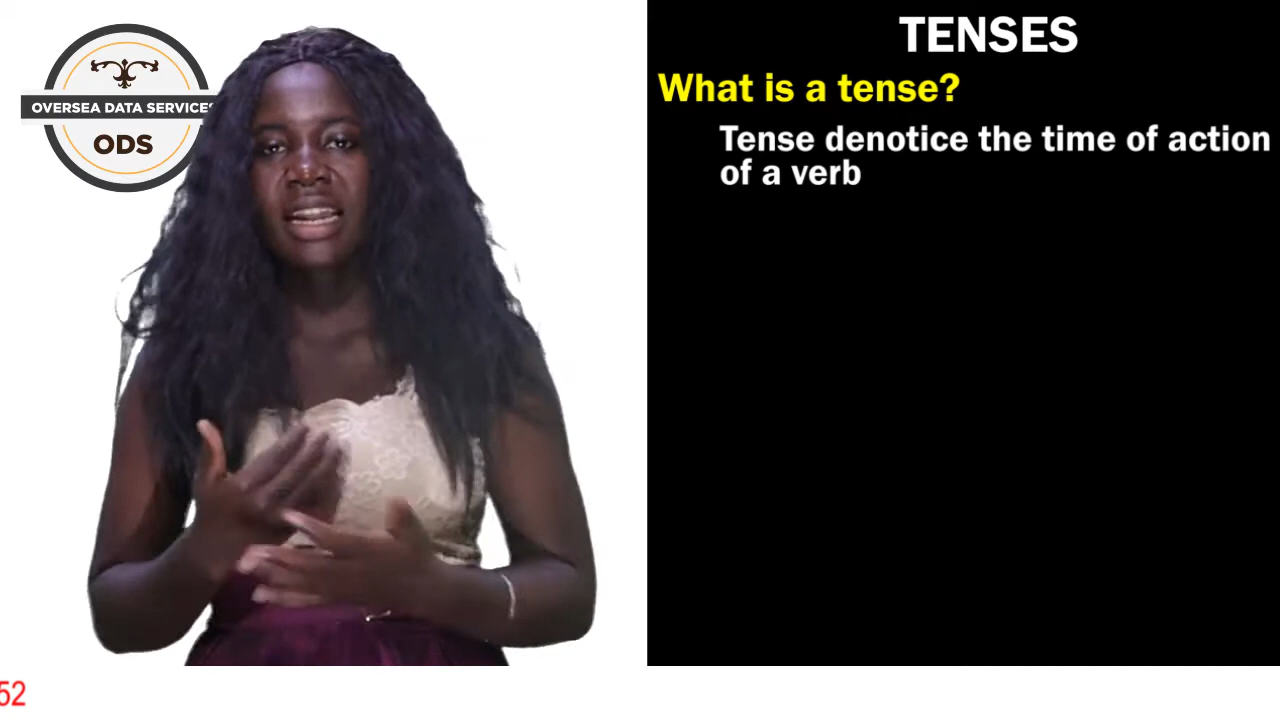 OVERSEA DATA SERVICES
ODS
TENSES
What is a tense?
Tense denotice the time of action
of a verb
52